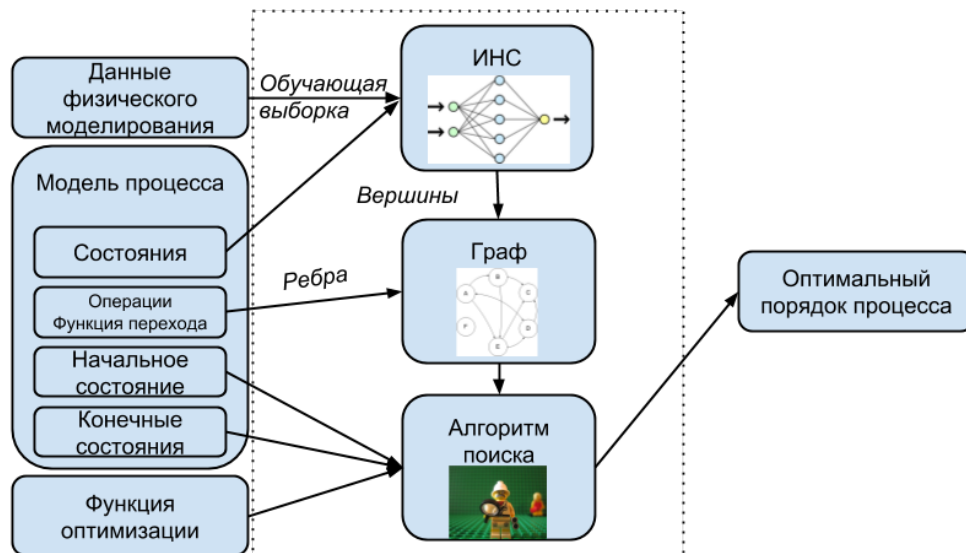 Данные
физического
моделирования
Обучающая
выборка
ИНС
Модель процесса
Состояния
Операции
Функция перехода
Начальное
состояние
Конечные
состояния
Функция
оптимизации
Вершины
Ребра
Граф
B
A
C
F
D
E
Алгоритм
поиска
Оптимальный
порядок процесса